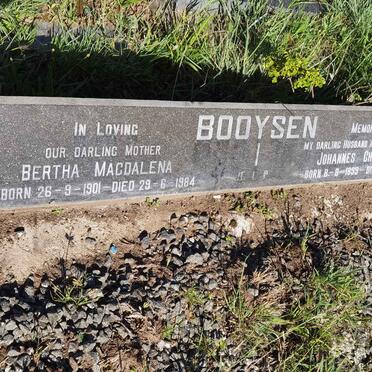 IN LOVING
OUR DARLING MOTHER
BERTHA MAGDALENA
BORN 26-9-1901-DIED 29-6-1984
BOOYSEN
R I P
MY DARLING HUSBAND
JOHANNES
BORN 8-8-1899